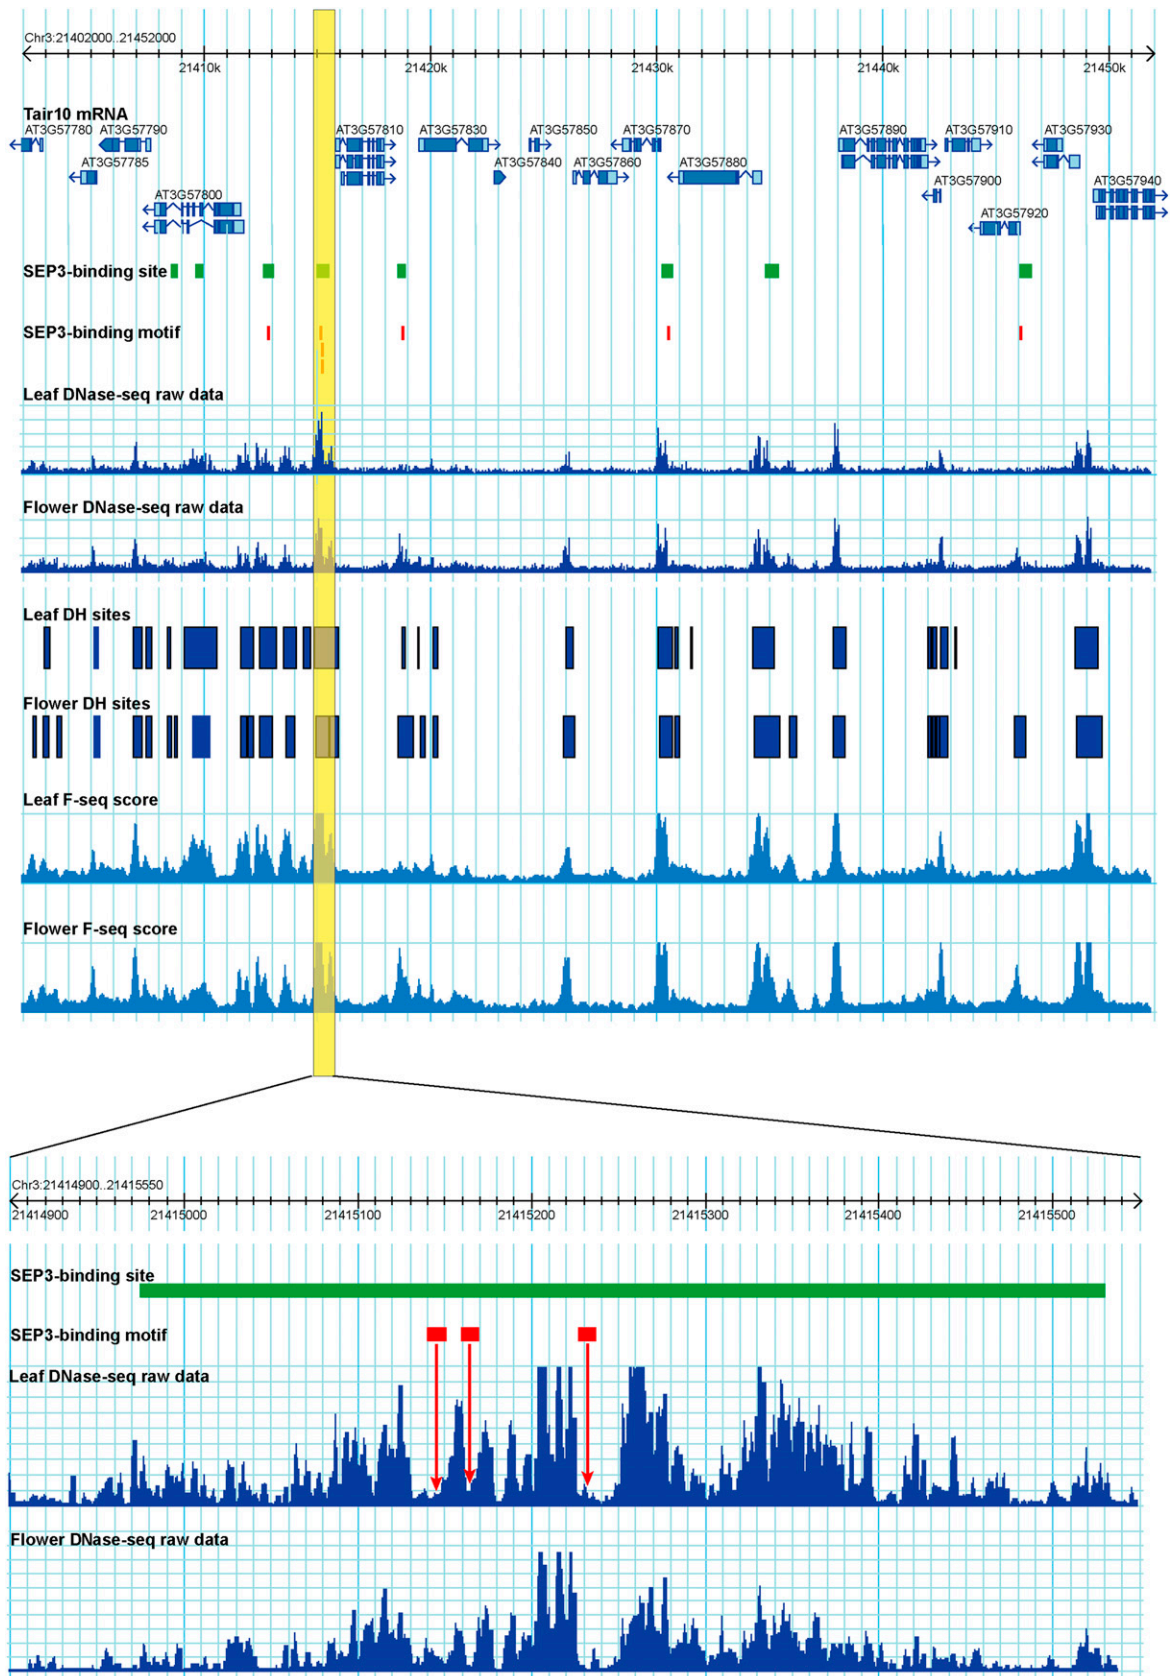 Chr3:21402000..21452000
21410k 21420k 21430k 21440k 21450k
Tair10 mRNA
AT3G57780 AT3G57790 AT3G57810 AT3G57830 AT3G57850 AT3G57870 AT3G57890 AT3G57910 AT3G57930
AT3G57785 AT3G57840 AT3G57860 AT3G57880 AT3G57900 AT3G57940
AT3G57800 AT3G57920
SEP3-binding site
SEP3-binding motif
Leaf DNase-seq raw data
Flower DNase-seq raw data
Leaf DH sites
Flower DH sites
Leaf F-seq score
Flower F-seq score
Chr3:21414900..21415550
21414900 21415000 21415100 21415200 21415300 21415400 21415500
SEP3-binding site
SEP3-binding motif
Leaf DNase-seq raw data
Flower DNase-seq raw data